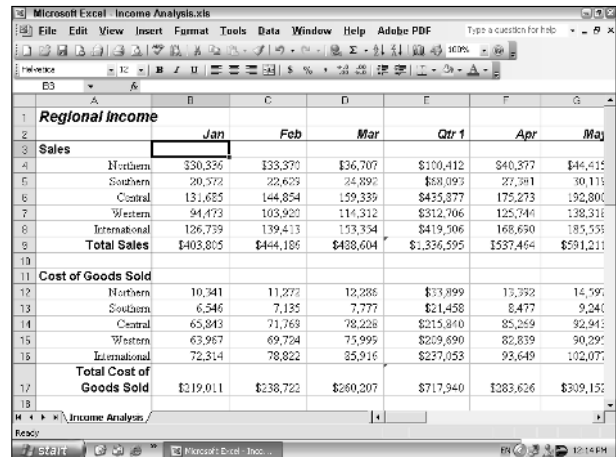 Microsoft Excel - Income Analysis.xls
File Edit View Insert Format Tools Data Window Help Adobe PDF Type a question for help
100%
Helvetica 12 B I U $ % ,
B3 fx
A B C D E F G
1 Regional Income
2 Jan Feb Mar Qtr 1 Apr May
3 Sales
4 Northern $30,336 $33,370 $36,707 $100,412 $40,377 $44,415
5 Southern 20,572 22,629 24,892 $68,093 27,381 30,119
6 Central 131,685 144,854 159,339 $435,877 175,273 192,800
7 Western 94,473 103,920 114,312 $312,706 125,744 138,318
8 International 126,739 139,413 153,354 $419,506 168,690 185,559
9 Total Sales $403,805 $444,186 $488,604 $1,336,595 $537,464 $591,211
10
11 Cost of Goods Sold
12 Northern 10,341 11,272 12,286 $33,899 13,392 14,597
13 Southern 6,546 7,135 7,777 $21,458 8,477 9,240
14 Central 65,843 71,769 78,228 $215,840 85,269 92,943
15 Western 63,967 69,724 75,999 $209,690 82,839 90,295
16 International 72,314 78,822 85,916 $237,053 93,649 102,077
Total Cost of
17 Goods Sold $219,011 $238,722 $260,207 $717,940 $283,626 $309,152
18
Income Analysis
Ready
start Microsoft Excel - Inco... EN 12:14 PM